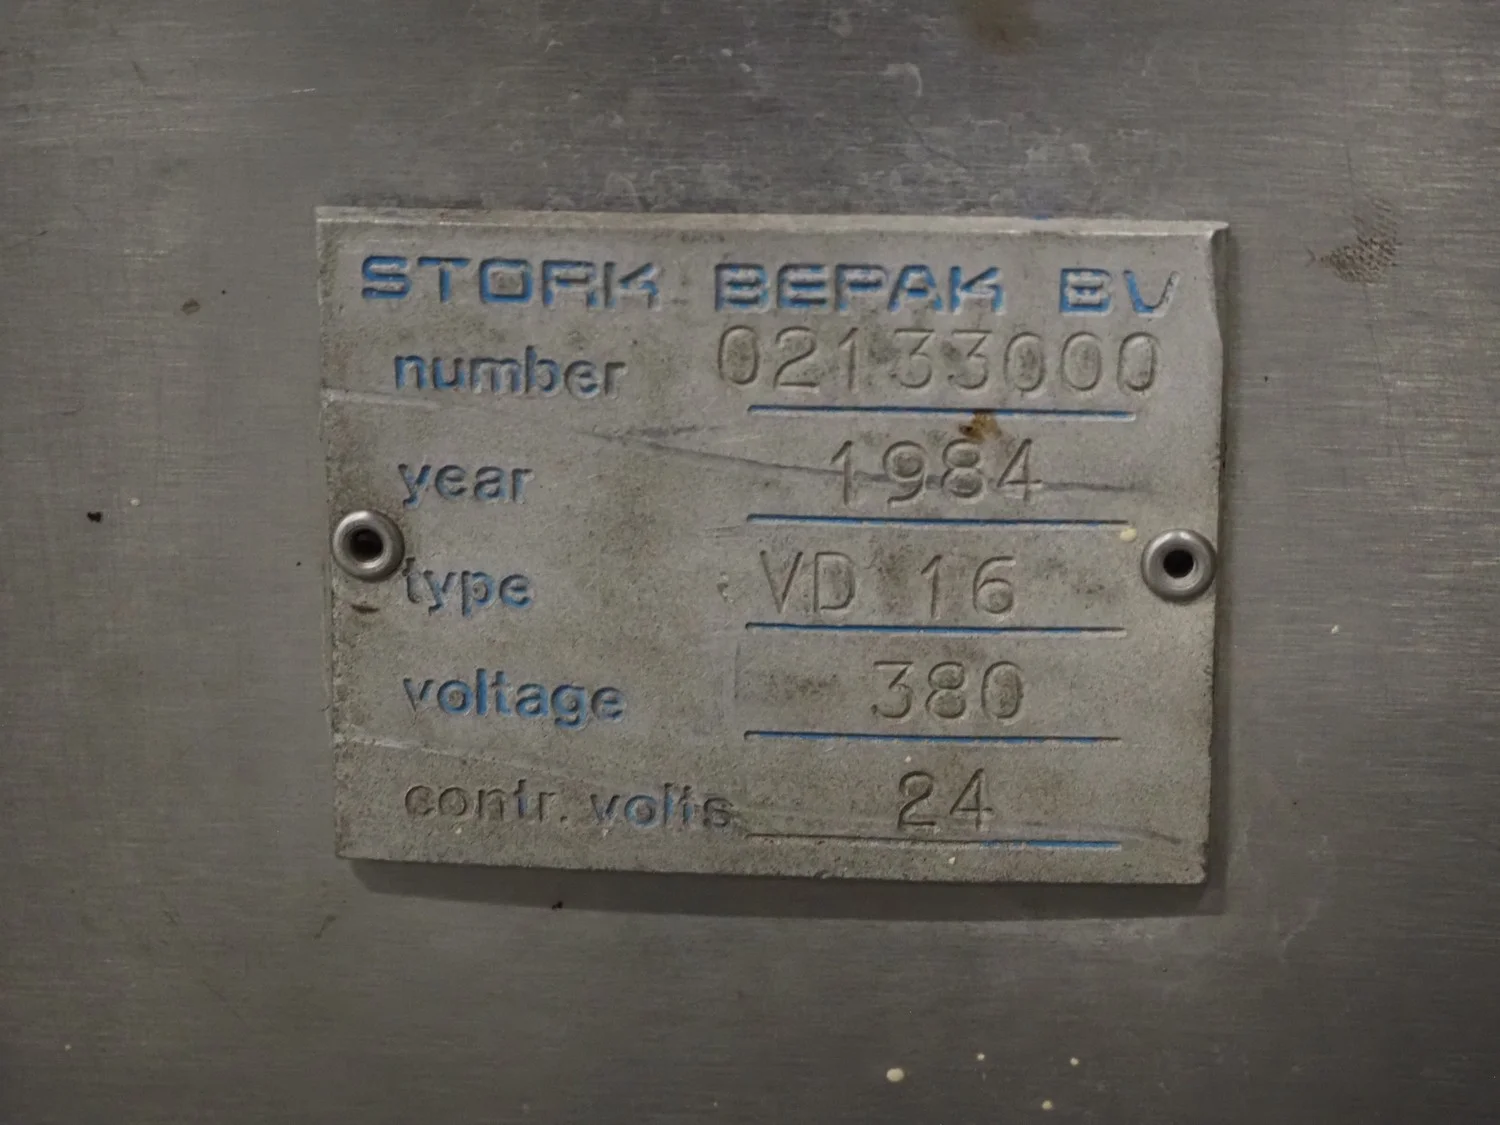 STORK BEPAK BV
number 02133000
year 1984
type VD 16
voltage 380
contr. volts 24